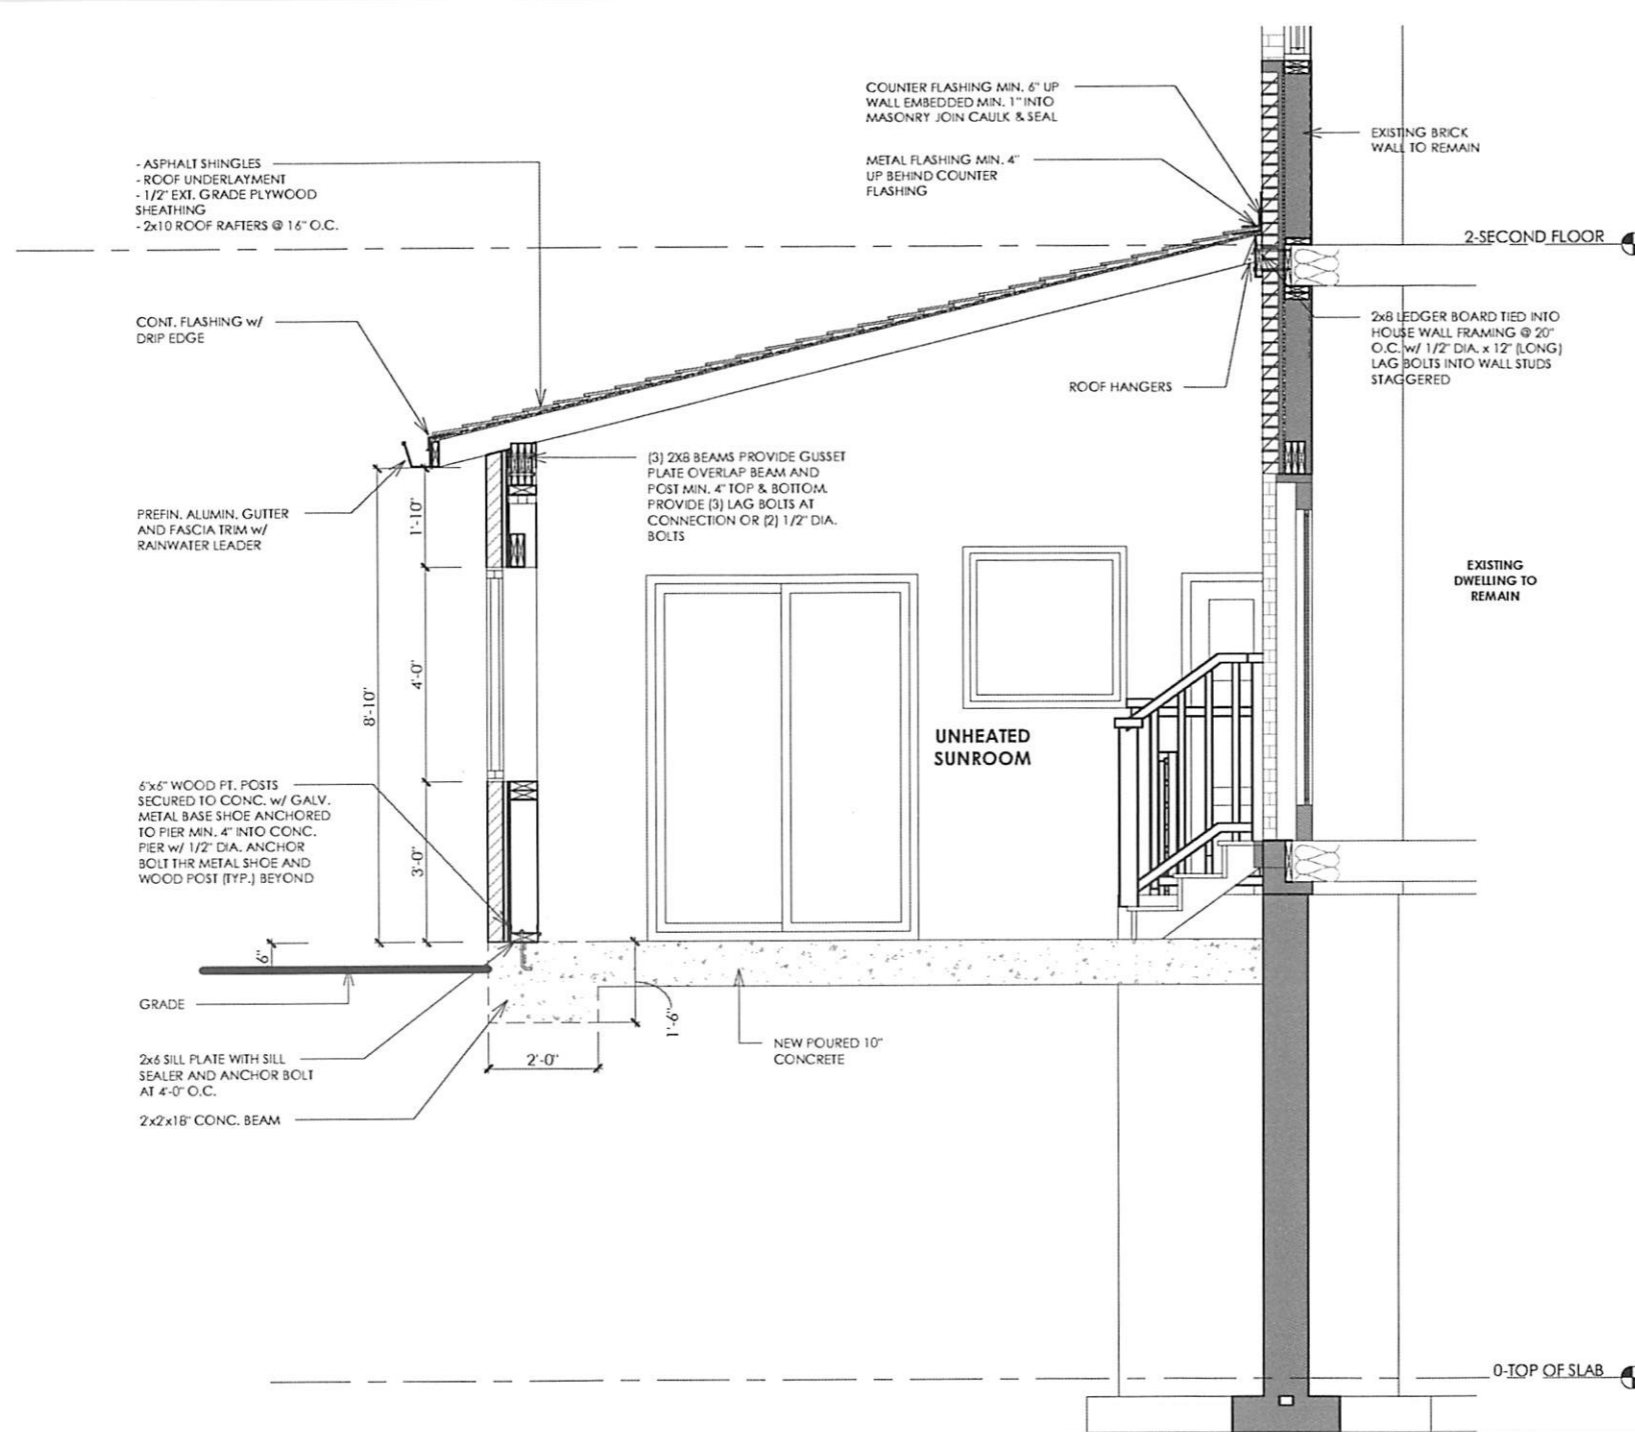 COUNTER FLASHING MIN. 6" UP
WALL EMBEDDED MIN. 1" INTO
MASONRY JOIN CAULK & SEAL
EXISTING BRICK
WALL TO REMAIN
METAL FLASHING MIN. 4"
UP BEHIND COUNTER
FLASHING
- ASPHALT SHINGLES
- ROOF UNDERLAYMENT
- 1/2" EXT. GRADE PLYWOOD
SHEATHING
- 2x10 ROOF RAFTERS @ 16" O.C.
2-SECOND FLOOR
CONT. FLASHING w/
DRIP EDGE
2x8 LEDGER BOARD TIED INTO
HOUSE WALL FRAMING @ 20"
O.C. w/ 1/2" DIA. x 12" (LONG)
LAG BOLTS INTO WALL STUDS
STAGGERED
ROOF HANGERS
(3) 2X8 BEAMS PROVIDE GUSSET
PLATE OVERLAP BEAM AND
POST MIN. 4" TOP & BOTTOM.
PROVIDE (3) LAG BOLTS AT
CONNECTION OR (2) 1/2" DIA.
BOLTS
PREFIN. ALUMIN. GUTTER
AND FASCIA TRIM w/
RAINWATER LEADER
1'-10"
EXISTING
DWELLING TO
REMAIN
4'-0"
8'-10"
UNHEATED
SUNROOM
6"x6" WOOD PT. POSTS
SECURED TO CONC. w/ GALV.
METAL BASE SHOE ANCHORED
TO PIER MIN. 4" INTO CONC.
PIER w/ 1/2" DIA. ANCHOR
BOLT THR METAL SHOE AND
WOOD POST (TYP.) BEYOND
3'-0"
6"
GRADE
1'-6"
NEW POURED 10"
CONCRETE
2'-0"
2x6 SILL PLATE WITH SILL
SEALER AND ANCHOR BOLT
AT 4'-0" O.C.
2'x2'x18" CONC. BEAM
0-TOP OF SLAB